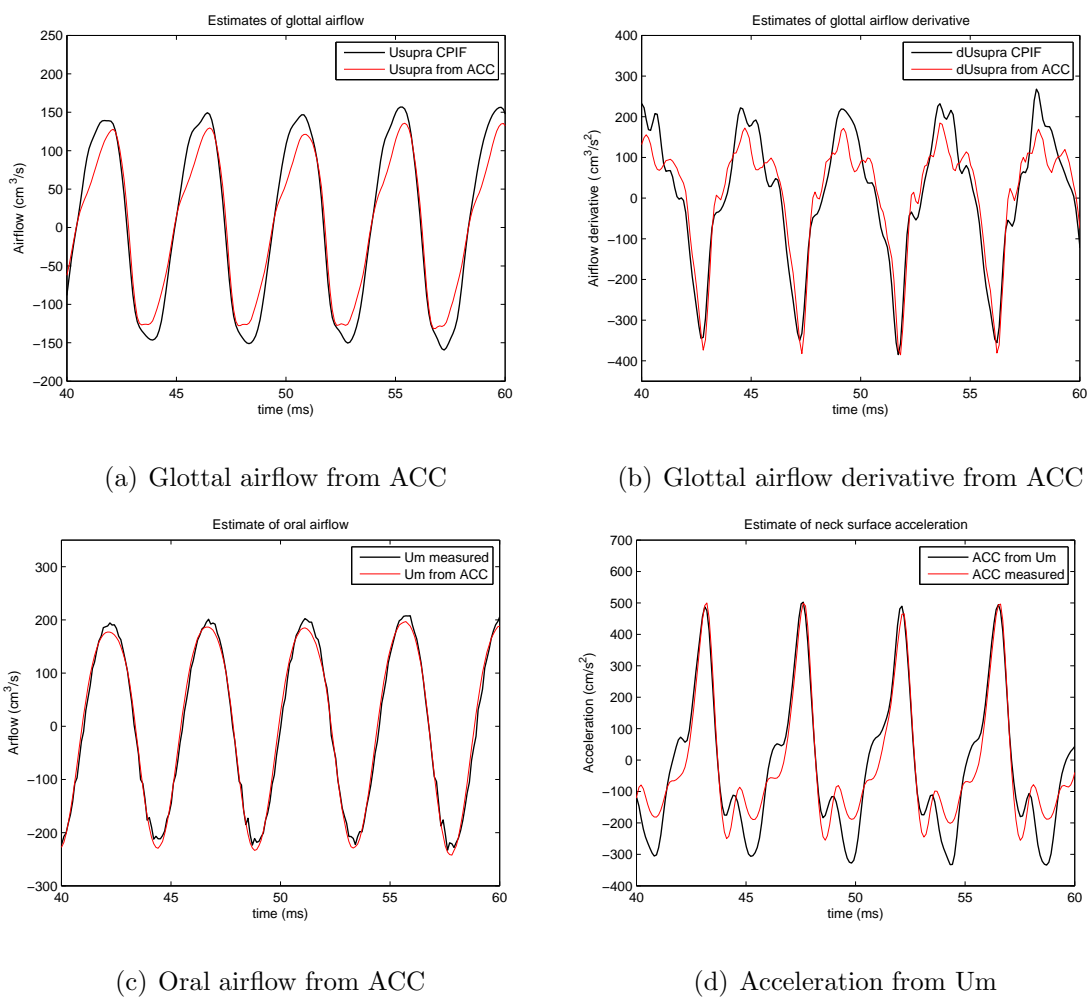 Estimates of glottal airflow
250
200
150
100
50
0
−50
−100
−150
−200
Airflow (cm³/s)
Usupra CPIF
Usupra from ACC
40 45 50 55 60
time (ms)
(a) Glottal airflow from ACC
Estimates of glottal airflow derivative
400
300
200
100
0
−100
−200
−300
−400
Airflow derivative ( cm³/s²)
dUsupra CPIF
dUsupra from ACC
40 45 50 55 60
time (ms)
(b) Glottal airflow derivative from ACC
Estimate of oral airflow
300
200
100
0
−100
−200
−300
Arflow (cm³/s)
Um measured
Um from ACC
40 45 50 55 60
time (ms)
(c) Oral airflow from ACC
Estimate of neck surface acceleration
700
600
500
400
300
200
100
0
−100
−200
−300
−400
Acceleration (cm/s²)
ACC from Um
ACC measured
40 45 50 55 60
time (ms)
(d) Acceleration from Um